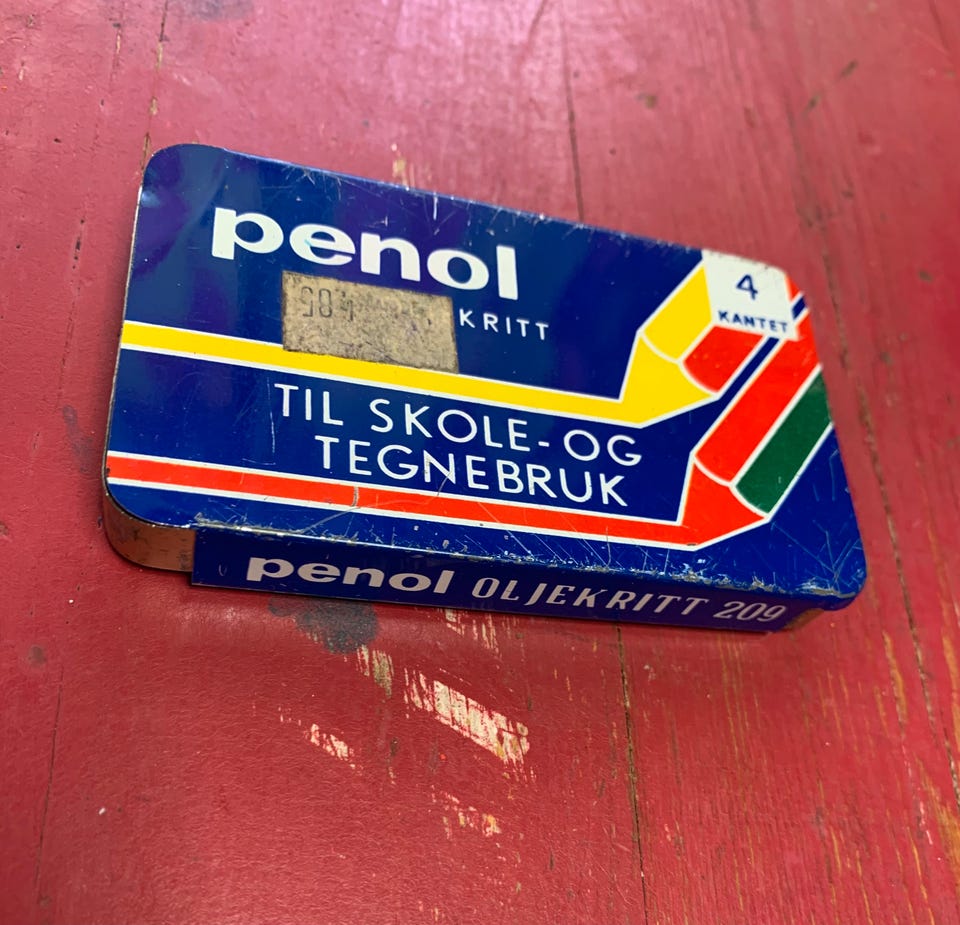 penol
KRITT
4
KANTET
TIL SKOLE-OG
TEGNEBRUK
penol OLJEKRITT 209